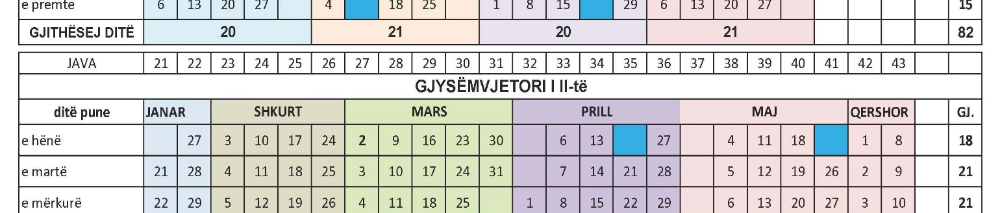 e premte 6 13 20 27 4 18 25 1 8 15 29 6 13 20 27 15
GJITHËSEJ DITË 20 21 20 21 82
JAVA 21 22 23 24 25 26 27 28 29 30 31 32 33 34 35 36 37 38 39 40 41 42 43
GJYSËMVJETORI I II-të
ditë pune JANAR SHKURT MARS PRILL MAJ QERSHOR GJ.
e hënë 27 3 10 17 24 2 9 16 23 30 6 13 27 4 11 18 1 8 18
e martë 21 28 4 11 18 25 3 10 17 24 31 7 14 21 28 5 12 19 26 2 9 21
e mërkurë 22 29 5 12 19 26 4 11 18 25 1 8 15 22 29 6 13 20 27 3 10 21